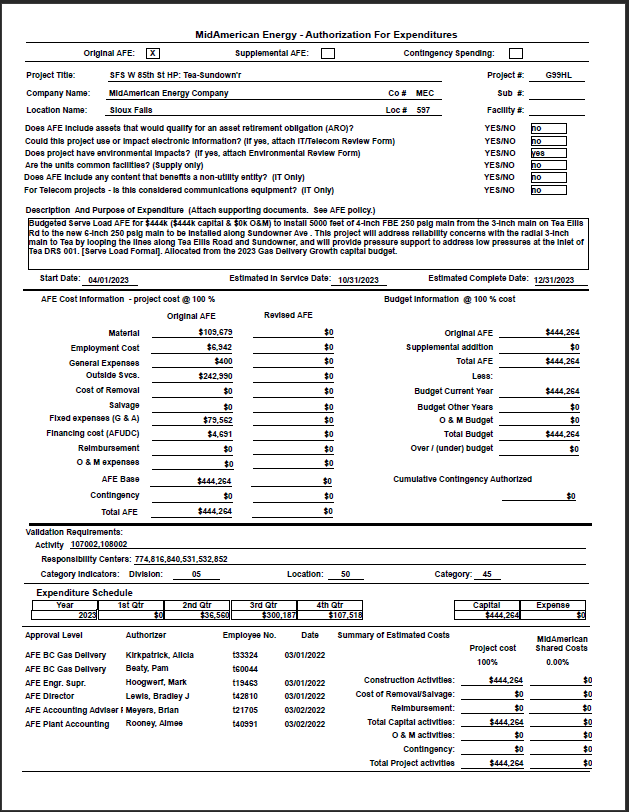 MidAmerican Energy - Authorization For Expenditures
Original AFE: X Supplemental AFE: Contingency Spending:
Project Title: SFS W 85th St HP: Tea-Sundown'r Project #: G99HL
Company Name: MidAmerican Energy Company Co # MEC Sub #:
Location Name: Sioux Falls Loc # 597 Facility #:
Does AFE include assets that would qualify for an asset retirement obligation (ARO)? YES/NO no
Could this project use or impact electronic information? (If yes, attach IT/Telecom Review Form) YES/NO no
Does project have environmental impacts? (If yes, attach Environmental Review Form) YES/NO yes
Are the units common facilities? (Supply only) YES/NO no
Does AFE include any content that benefits a non-utility entity? (IT Only) YES/NO no
For Telecom projects - is this considered communications equipment? (IT Only) YES/NO no
Description And Purpose of Expenditure (Attach supporting documents. See AFE policy.)
Budgeted Serve Load AFE for $444k ($444k capital & $0k O&M) to install 5000 feet of 4-inch FBE 250 psig main from the 3-inch main on Tea Ellis
Rd to the new 6-inch 250 psig main to be installed along Sundowner Ave . This project will address reliability concerns with the radial 3-inch
main to Tea by looping the lines along Tea Ellis Road and Sundowner, and will provide pressure support to address low pressures at the inlet of
Tea DRS 001. [Serve Load Formal]. Allocated from the 2023 Gas Delivery Growth capital budget.
Start Date: 04/01/2023 Estimated In Service Date: 10/31/2023 Estimated Complete Date: 12/31/2023
AFE Cost Information - project cost @ 100 % Budget Information @ 100 % cost
Original AFE Revised AFE
Material $109,679 $0 Original AFE $444,264
Employment Cost $6,942 $0 Supplemental addition $0
General Expenses $400 $0 Total AFE $444,264
Outside Svcs. $242,990 $0 Less:
Cost of Removal $0 $0 Budget Current Year $444,264
Salvage $0 $0 Budget Other Years $0
Fixed expenses (G & A) $79,562 $0 O & M Budget $0
Financing cost (AFUDC) $4,691 $0 Total Budget $444,264
Reimbursement $0 $0 Over / (under) budget $0
O & M expenses $0 $0
AFE Base $444,264 $0 Cumulative Contingency Authorized
Contingency $0 $0 $0
Total AFE $444,264 $0
Validation Requirements:
Activity 107002,108002
Responsibility Centers: 774,816,840,531,532,852
Category Indicators: Division: 05 Location: 50 Category: 45
Expenditure Schedule
Year 1st Qtr 2nd Qtr 3rd Qtr 4th Qtr Capital Expense
2023 $0 $36,560 $300,187 $107,518 $444,264 $0
Approval Level Authorizer Employee No. Date Summary of Estimated Costs MidAmerican
Project cost Shared Costs
100% 0.00%
AFE BC Gas Delivery Kirkpatrick, Alicia t33324 03/01/2022
AFE BC Gas Delivery Beaty, Pam t60044
AFE Engr. Supr. Hoogwerf, Mark t19463 03/01/2022 Construction Activities: $444,264 $0
AFE Director Lewis, Bradley J t42810 03/01/2022 Cost of Removal/Salvage: $0 $0
AFE Accounting Adviser F Meyers, Brian t21705 03/02/2022 Reimbursement: $0 $0
AFE Plant Accounting Rooney, Aimee t40991 03/02/2022 Total Capital activities: $444,264 $0
O & M activities: $0 $0
Contingency: $0 $0
Total Project activities $444,264 $0